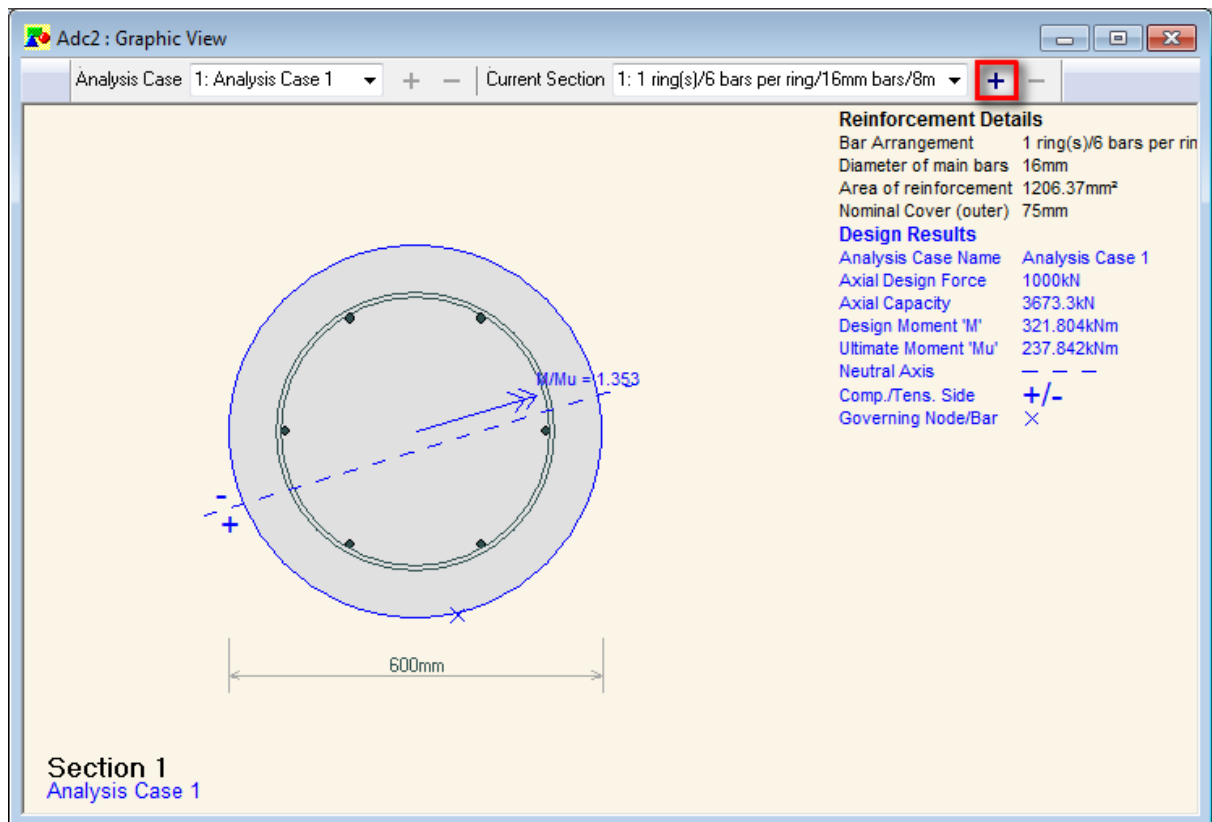 Adc2 : Graphic View
Analysis Case 1: Analysis Case 1 + – Current Section 1: 1 ring(s)/6 bars per ring/16mm bars/8m + –
Reinforcement Details
Bar Arrangement 1 ring(s)/6 bars per rin
Diameter of main bars 16mm
Area of reinforcement 1206.37mm²
Nominal Cover (outer) 75mm
Design Results
Analysis Case Name Analysis Case 1
Axial Design Force 1000kN
Axial Capacity 3673.3kN
Design Moment 'M' 321.804kNm
Ultimate Moment 'Mu' 237.842kNm
Neutral Axis — — —
Comp./Tens. Side +/-
Governing Node/Bar ×
M/Mu = 1.353
-
+
600mm
Section 1
Analysis Case 1